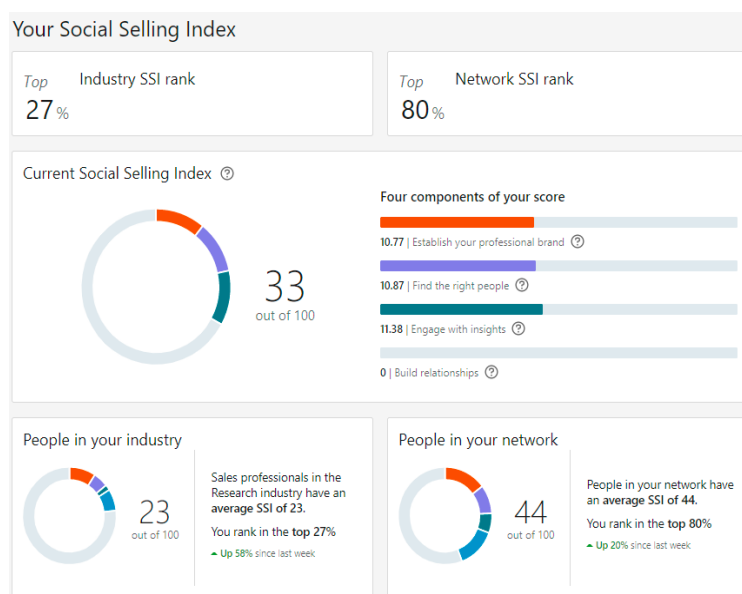 Your Social Selling Index
Top
Industry SSI rank
27 %
Top
Network SSI rank
80 %
Current Social Selling Index ?
33
out of 100
Four components of your score
10.77 | Establish your professional brand ?
10.87 | Find the right people ?
11.38 | Engage with insights ?
0 | Build relationships ?
People in your industry
23
out of 100
Sales professionals in the
Research industry have an
average SSI of 23.
You rank in the top 27%
Up 58% since last week
People in your network
44
out of 100
People in your network have
an average SSI of 44.
You rank in the top 80%
Up 20% since last week